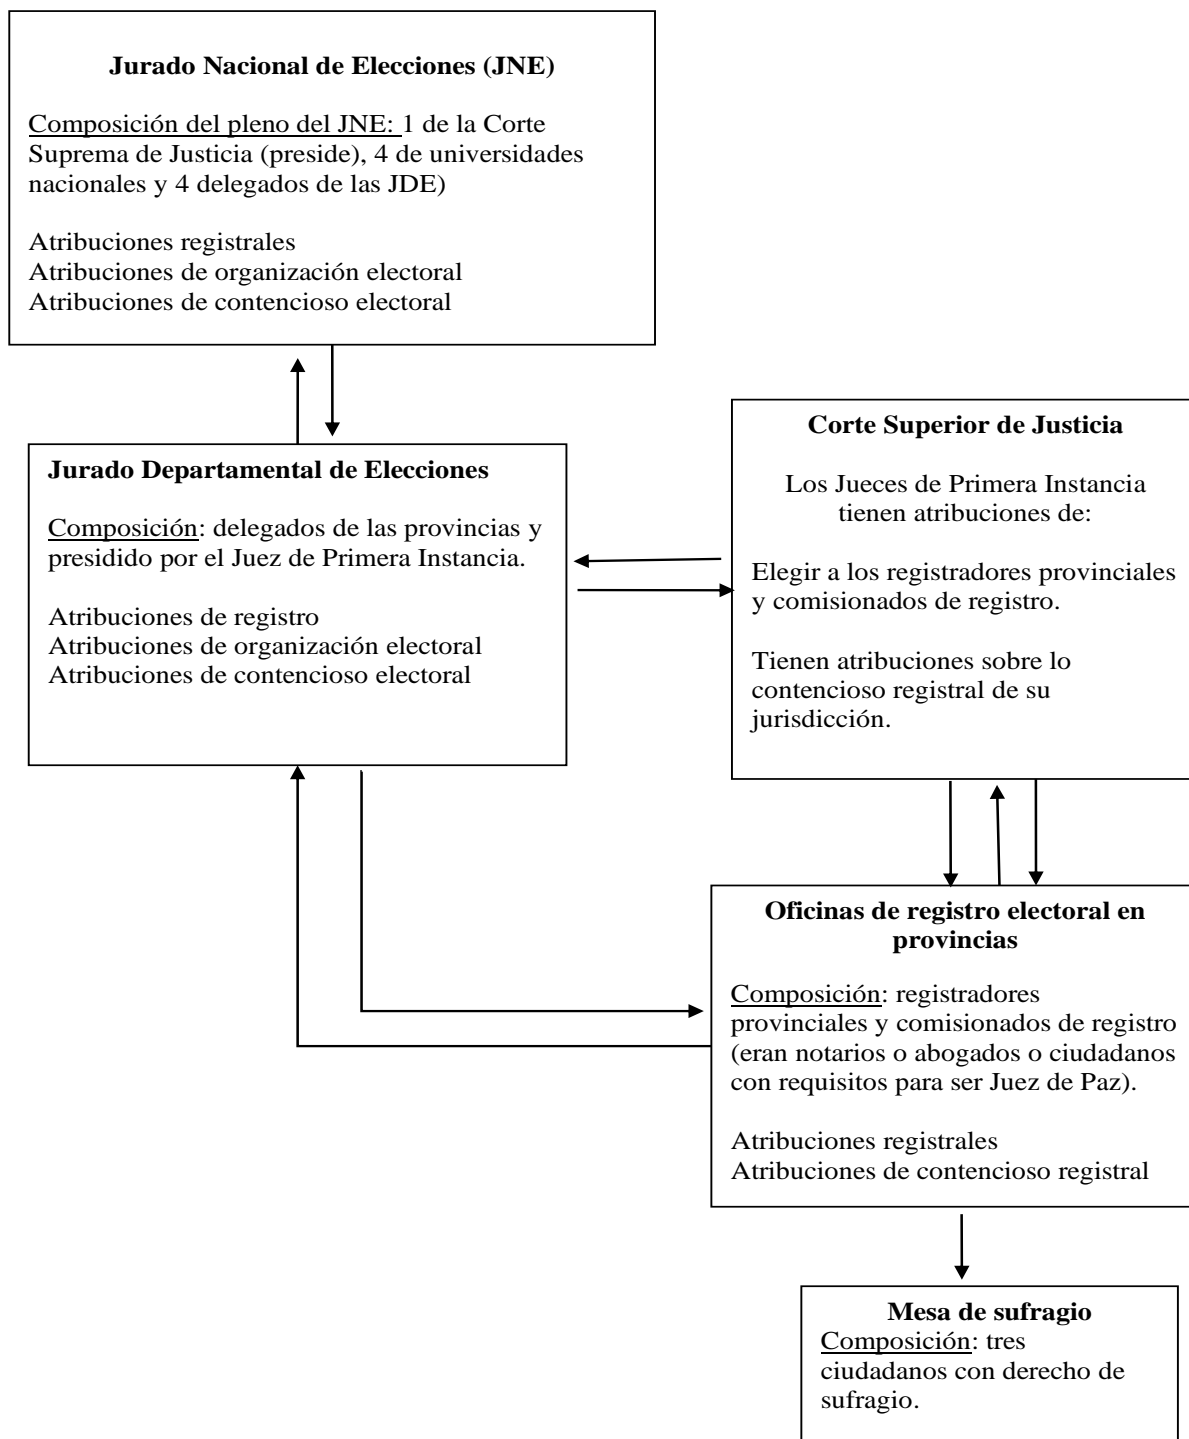 Jurado Nacional de Elecciones (JNE)
Composición del pleno del JNE: 1 de la Corte
Suprema de Justicia (preside), 4 de universidades
nacionales y 4 delegados de las JDE)
Atribuciones registrales
Atribuciones de organización electoral
Atribuciones de contencioso electoral
Jurado Departamental de Elecciones
Composición: delegados de las provincias y
presidido por el Juez de Primera Instancia.
Atribuciones de registro
Atribuciones de organización electoral
Atribuciones de contencioso electoral
Corte Superior de Justicia
Los Jueces de Primera Instancia
tienen atribuciones de:
Elegir a los registradores provinciales
y comisionados de registro.
Tienen atribuciones sobre lo
contencioso registral de su
jurisdicción.
Oficinas de registro electoral en
provincias
Composición: registradores
provinciales y comisionados de registro
(eran notarios o abogados o ciudadanos
con requisitos para ser Juez de Paz).
Atribuciones registrales
Atribuciones de contencioso registral
Mesa de sufragio
Composición: tres
ciudadanos con derecho de
sufragio.